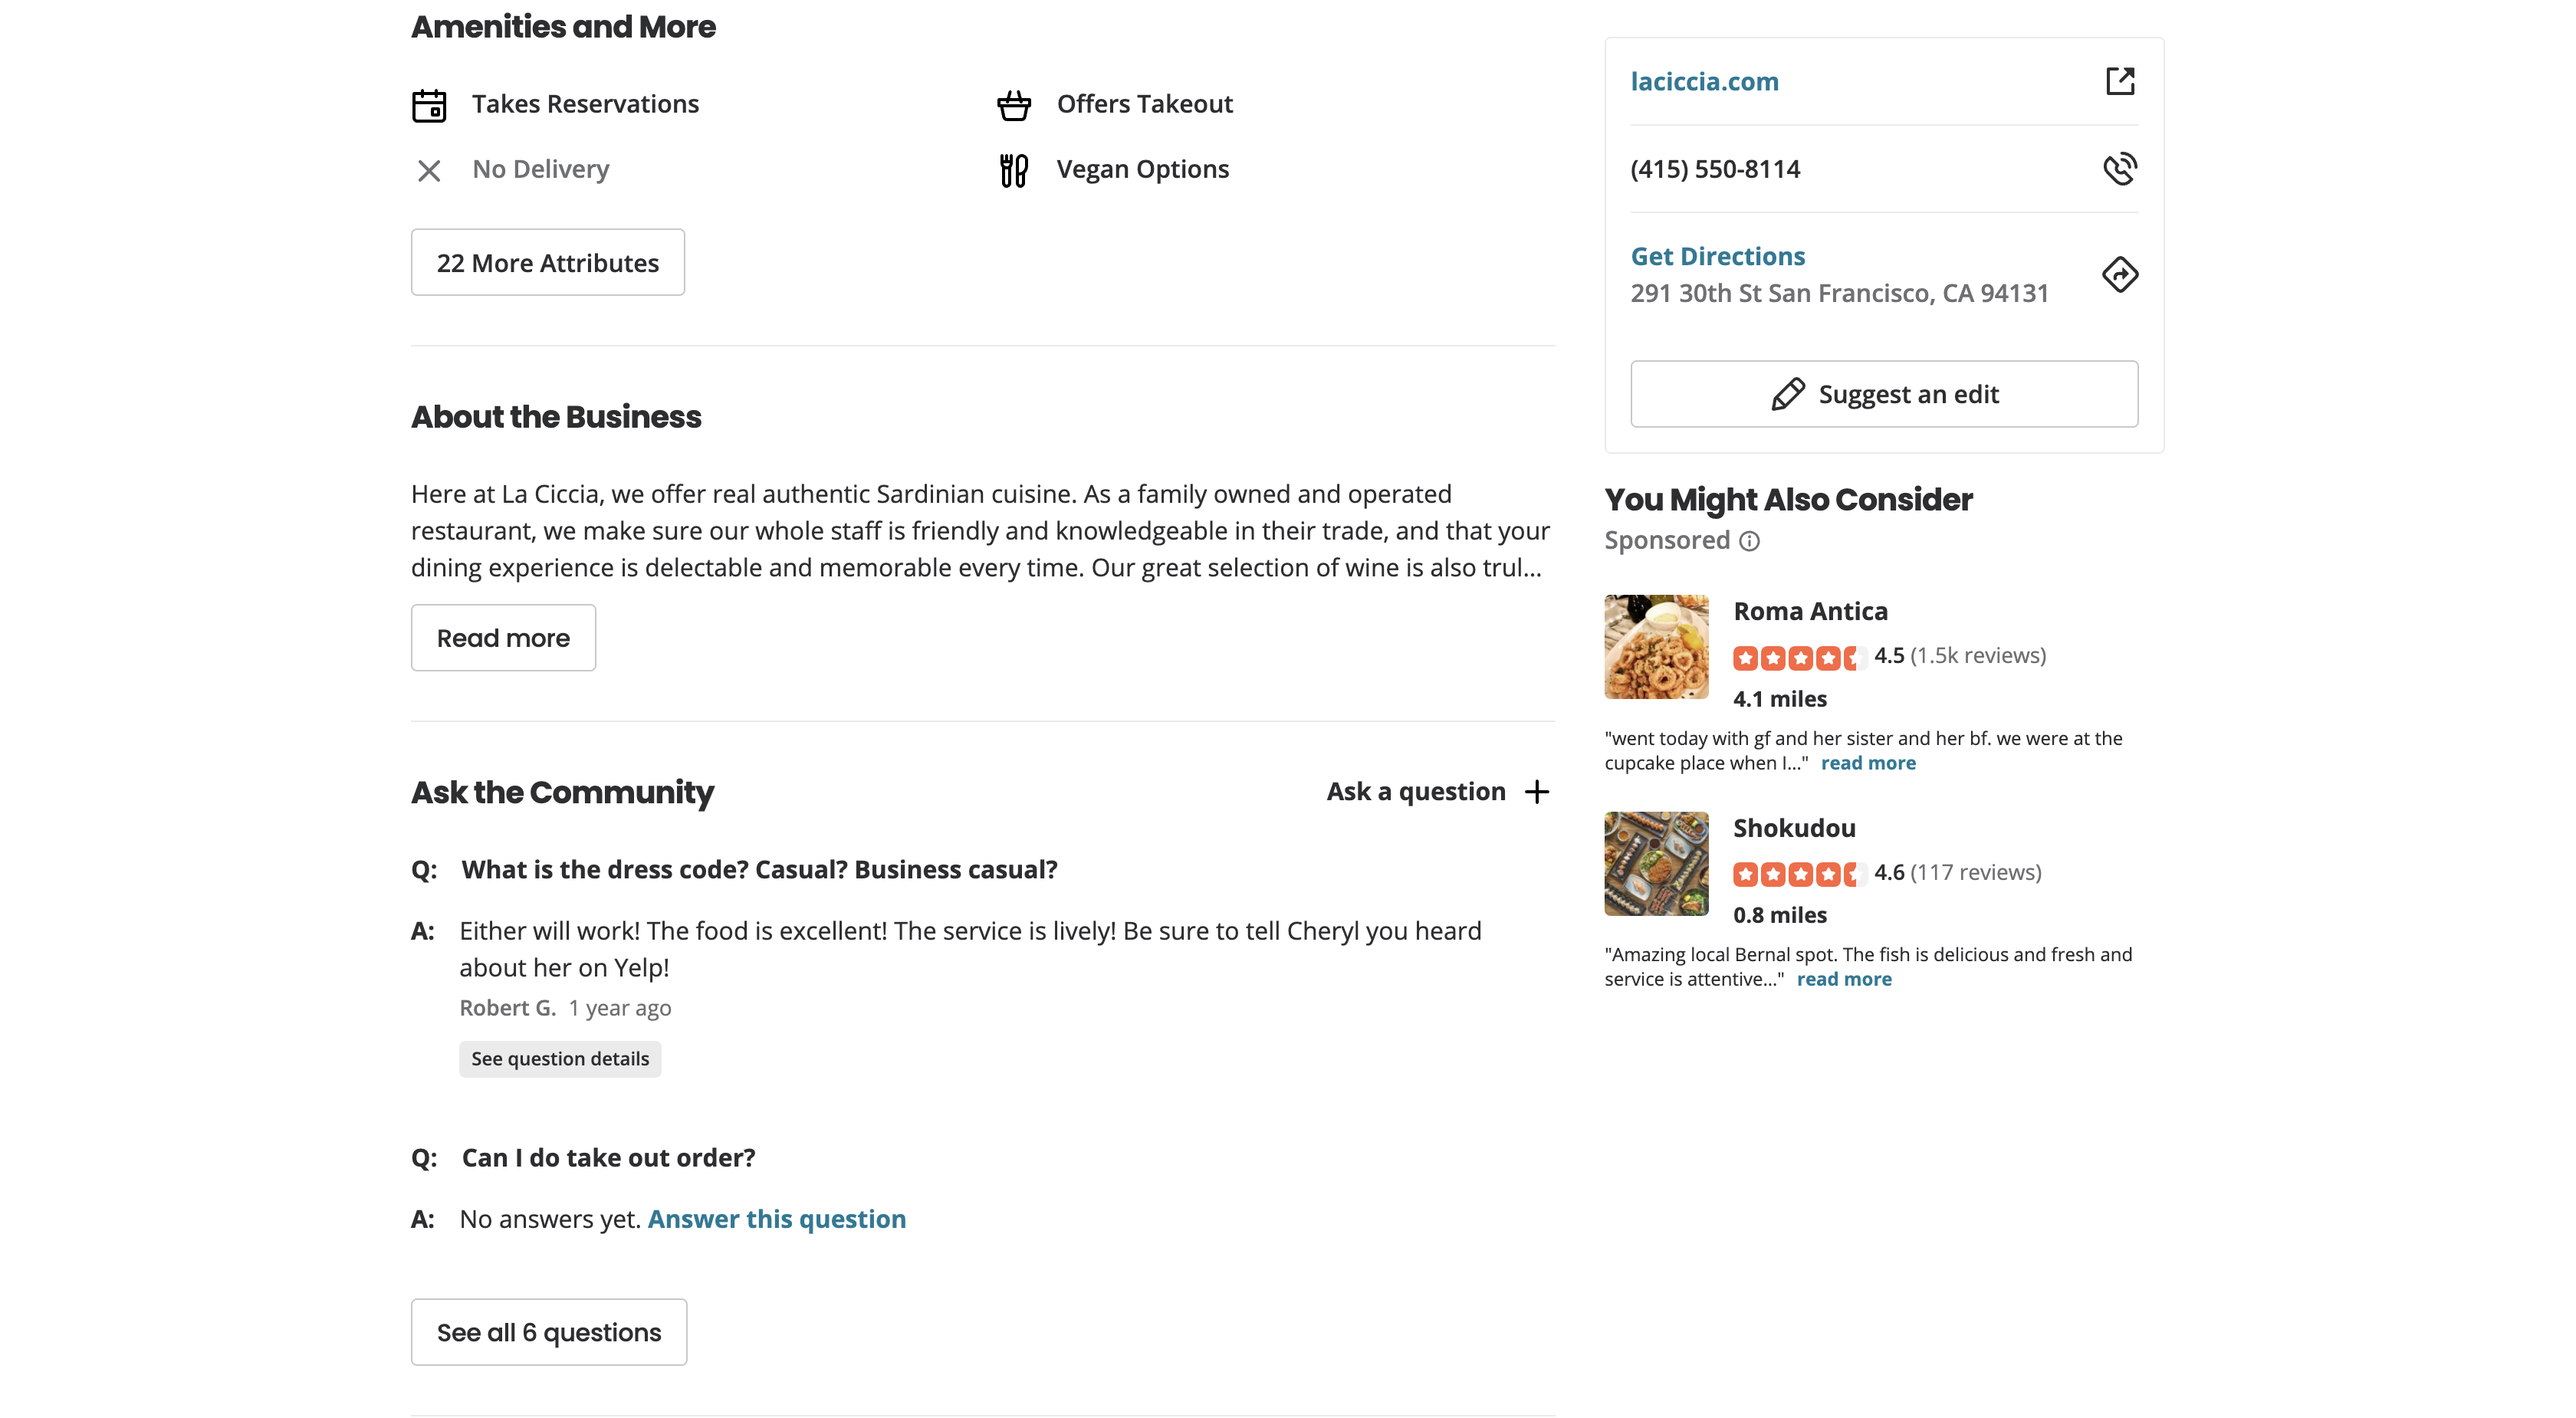 Amenities and More
Takes Reservations
Offers Takeout
No Delivery
Vegan Options
22 More Attributes
About the Business
Here at La Ciccia, we offer real authentic Sardinian cuisine. As a family owned and operated
restaurant, we make sure our whole staff is friendly and knowledgeable in their trade, and that your
dining experience is delectable and memorable every time. Our great selection of wine is also trul...
Read more
Ask the Community
Ask a question
Q: What is the dress code? Casual? Business casual?
A: Either will work! The food is excellent! The service is lively! Be sure to tell Cheryl you heard
about her on Yelp!
Robert G. 1 year ago
See question details
Q: Can I do take out order?
A: No answers yet. Answer this question
See all 6 questions
laciccia.com
(415) 550-8114
Get Directions
291 30th St San Francisco, CA 94131
Suggest an edit
You Might Also Consider
Sponsored
Roma Antica
4.5 (1.5k reviews)
4.1 miles
"went today with gf and her sister and her bf. we were at the
cupcake place when I..." read more
Shokudou
4.6 (117 reviews)
0.8 miles
"Amazing local Bernal spot. The fish is delicious and fresh and
service is attentive..." read more